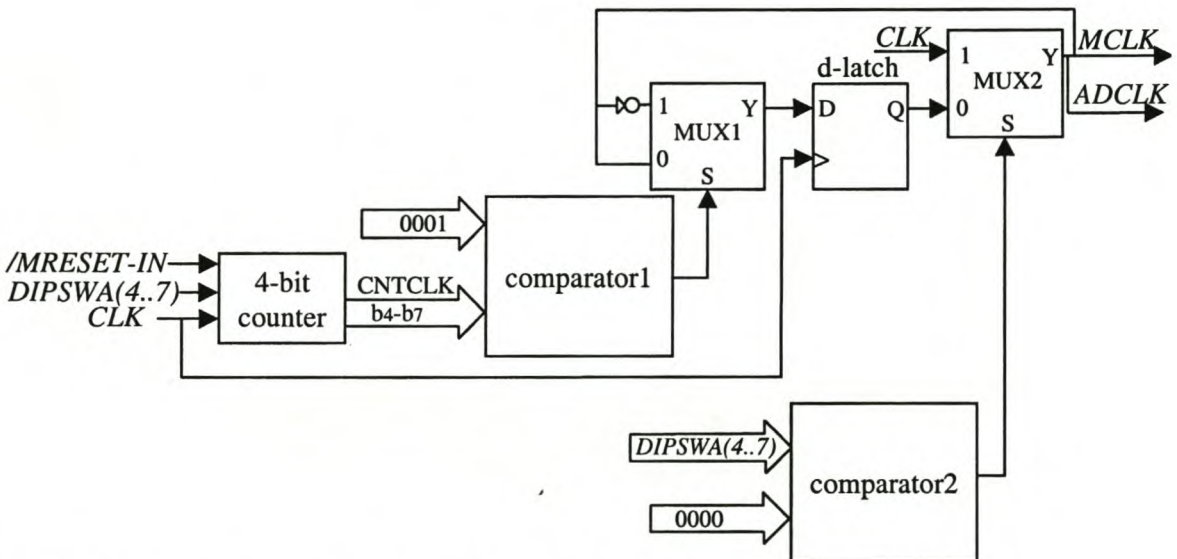 CLK
1 Y
MUX2
0
S
MCLK
ADCLK
d-latch
D Q
1 Y
MUX1
0
S
0001
comparator1
/MRESET-IN
DIPSWA(4..7)
CLK
4-bit
counter
CNTCLK
b4-b7
DIPSWA(4..7)
0000
comparator2